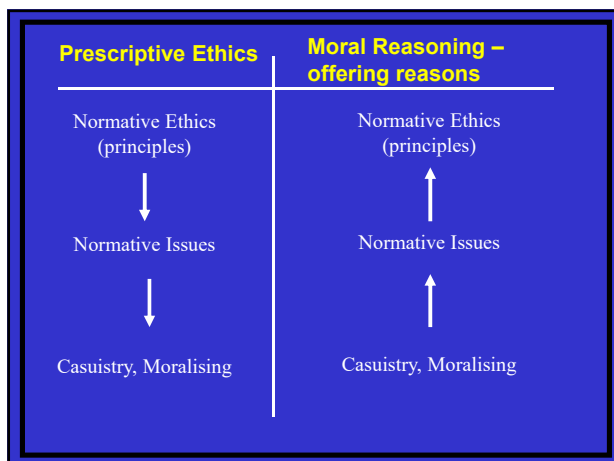 Prescriptive Ethics
Moral Reasoning –
offering reasons
Normative Ethics
(principles)
Normative Issues
Casuistry, Moralising
Normative Ethics
(principles)
Normative Issues
Casuistry, Moralising